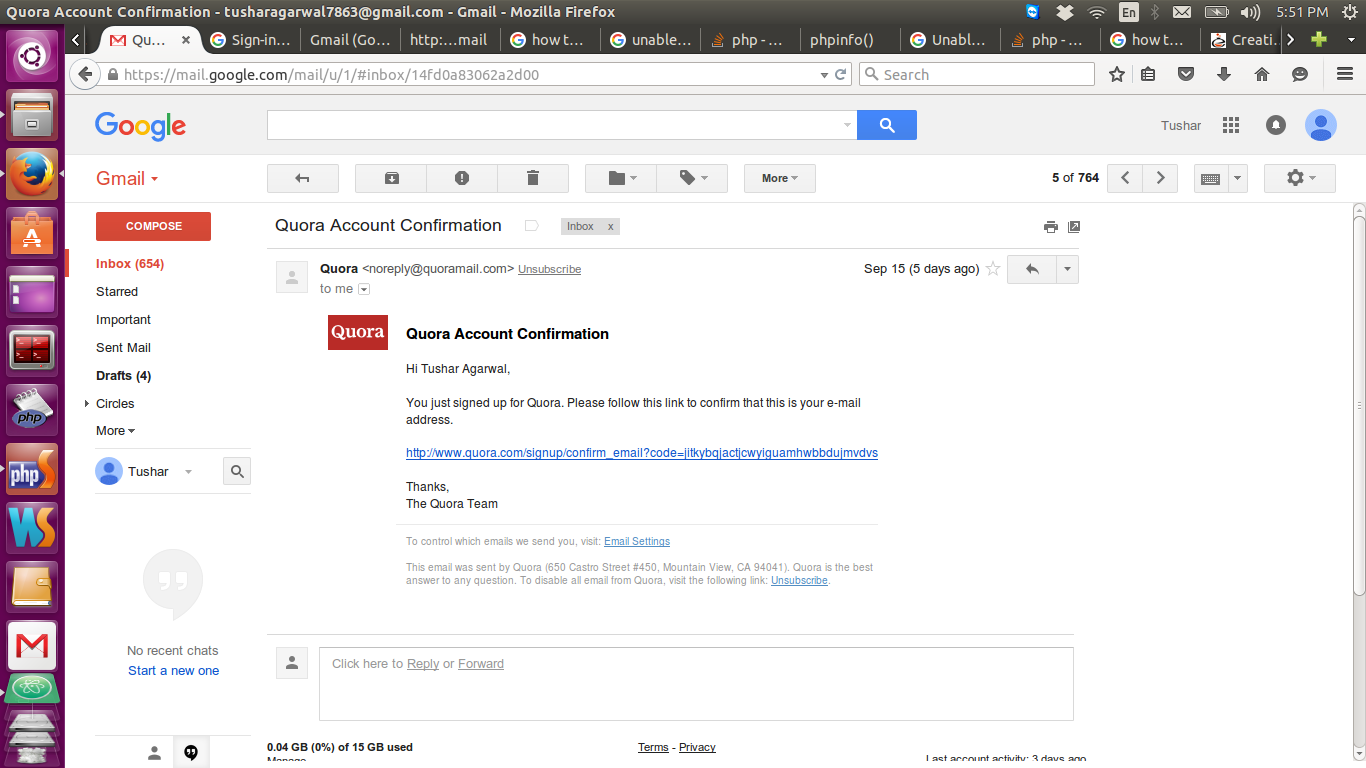 Quora Account Confirmation - tusharagarwal7863@gmail.com - Gmail - Mozilla Firefox
En
5:51 PM
Qu...
Sign-in...
Gmail (Go...
http:...mail
how t...
unable...
php - ...
phpinfo()
Unabl...
php - ...
how t...
Creati
https://mail.google.com/mail/u/1/#inbox/14fd0a83062a2d00
Search
Google
Tushar
Gmail
More
5 of 764
COMPOSE
Quora Account Confirmation
Inbox x
Inbox (654)
Starred
Important
Sent Mail
Drafts (4)
Circles
More
Tushar
Quora <noreply@quoramail.com> Unsubscribe
Sep 15 (5 days ago)
to me
Quora
Quora Account Confirmation
Hi Tushar Agarwal,
You just signed up for Quora. Please follow this link to confirm that this is your e-mail
address.
http://www.quora.com/signup/confirm_email?code=jitkybqjactjcwyiguamhwbbdujmvdvs
Thanks,
The Quora Team
To control which emails we send you, visit: Email Settings
This email was sent by Quora (650 Castro Street #450, Mountain View, CA 94041). Quora is the best
answer to any question. To disable all email from Quora, visit the following link: Unsubscribe.
No recent chats
Start a new one
Click here to Reply or Forward
0.04 GB (0%) of 15 GB used
Manage
Terms - Privacy
Last account activity: 3 days ago
php
php S
WS